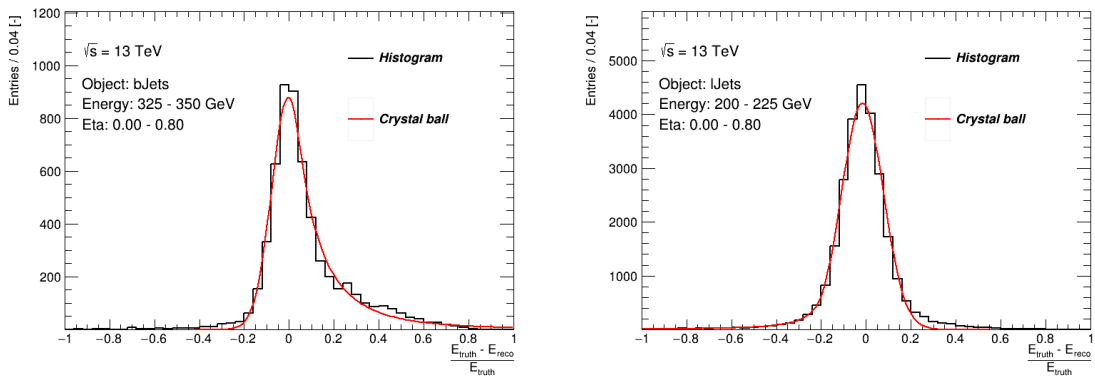 Entries / 0.04 [-]
1200
1000
800
600
400
200
√s = 13 TeV
Object: bJets
Energy: 325 - 350 GeV
Eta: 0.00 - 0.80
Histogram
Crystal ball
−1 −0.8 −0.6 −0.4 −0.2 0 0.2 0.4 0.6 0.8 1
E_truth - E_reco
E_truth
Entries / 0.04 [-]
5000
4000
3000
2000
1000
√s = 13 TeV
Object: lJets
Energy: 200 - 225 GeV
Eta: 0.00 - 0.80
Histogram
Crystal ball
−1 −0.8 −0.6 −0.4 −0.2 0 0.2 0.4 0.6 0.8 1
E_truth - E_reco
E_truth